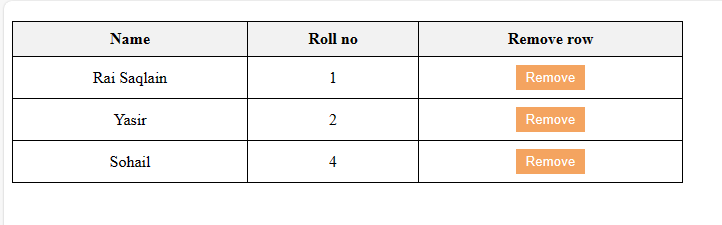 Name Roll no Remove row
Rai Saqlain 1 Remove
Yasir 2 Remove
Sohail 4 Remove